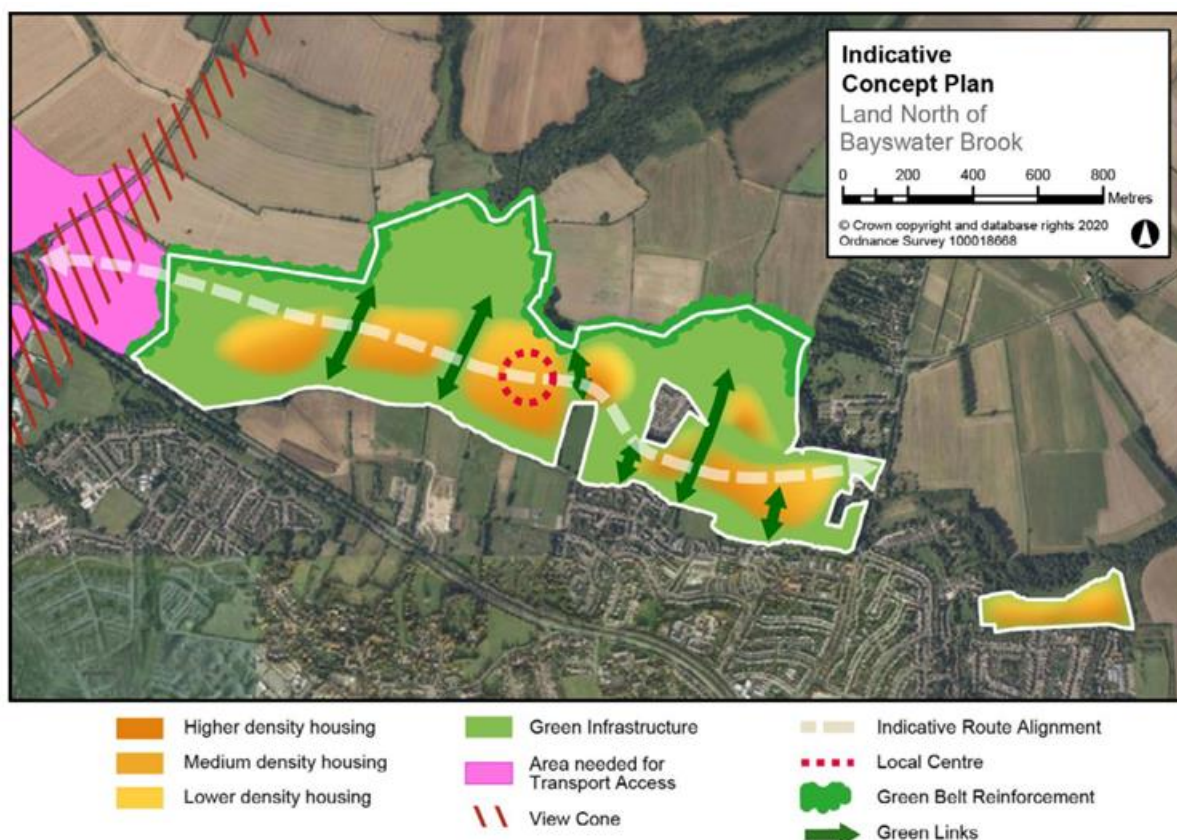 Indicative
Concept Plan
Land North of
Bayswater Brook
0 200 400 600 800
Metres
© Crown copyright and database rights 2020
Ordnance Survey 100018668
Higher density housing
Medium density housing
Lower density housing
Green Infrastructure
Area needed for
Transport Access
View Cone
Indicative Route Alignment
Local Centre
Green Belt Reinforcement
Green Links